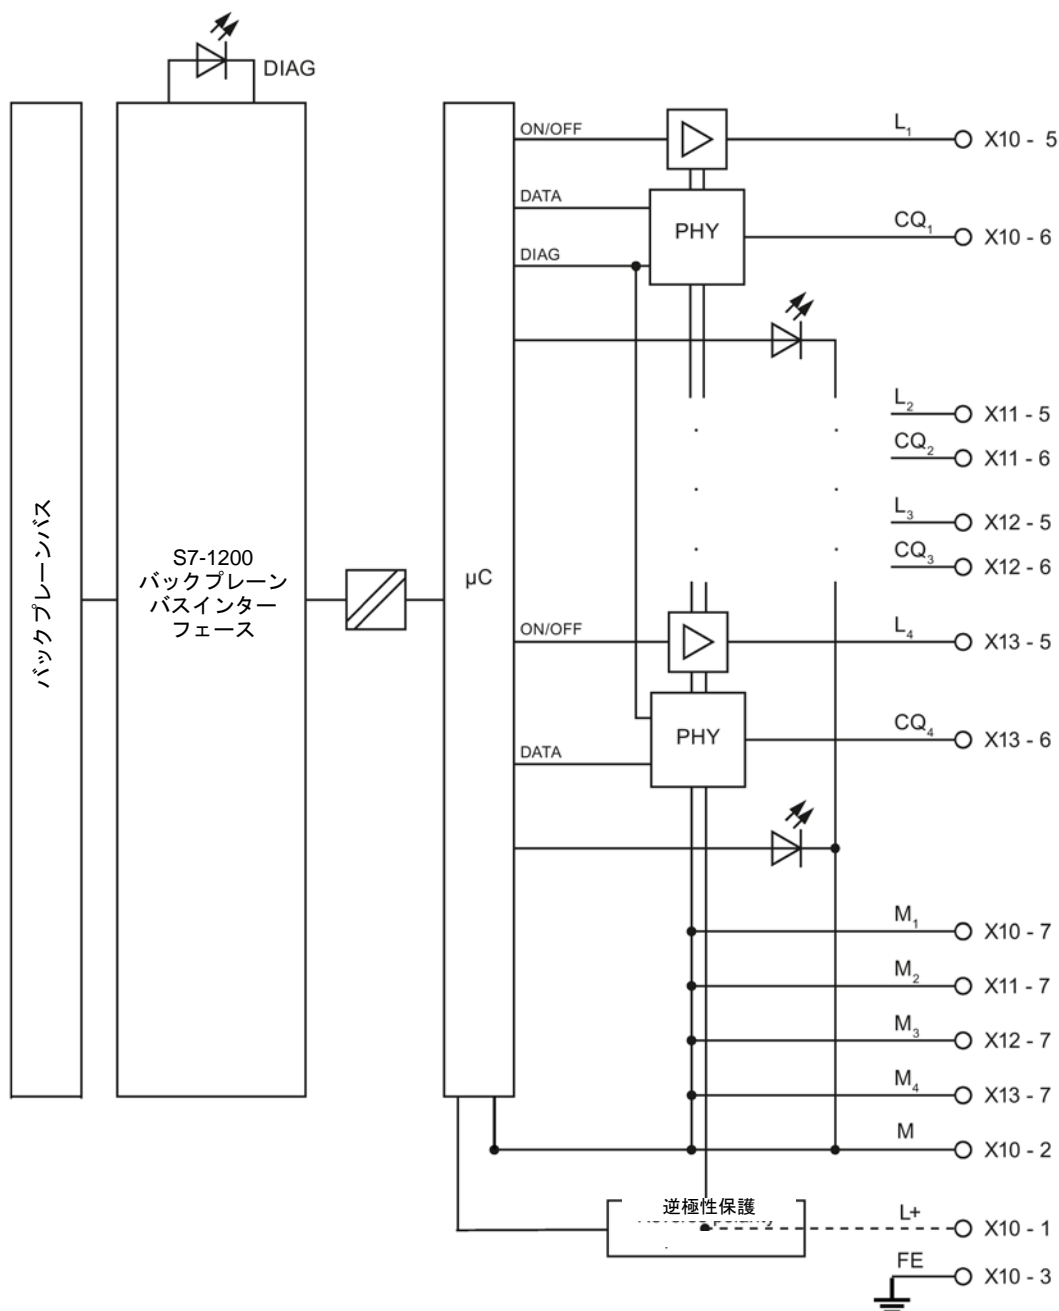 DIAG
バックプレーンバス
S7-1200
バックプレーン
バスインター
フェース
µC
ON/OFF
L1
X10 - 5
DATA
PHY
CQ1
X10 - 6
DIAG
L2
X11 - 5
CQ2
X11 - 6
L3
X12 - 5
CQ3
X12 - 6
ON/OFF
L4
X13 - 5
PHY
CQ4
X13 - 6
DATA
M1
X10 - 7
M2
X11 - 7
M3
X12 - 7
M4
X13 - 7
M
X10 - 2
逆極性保護
L+
X10 - 1
FE
X10 - 3